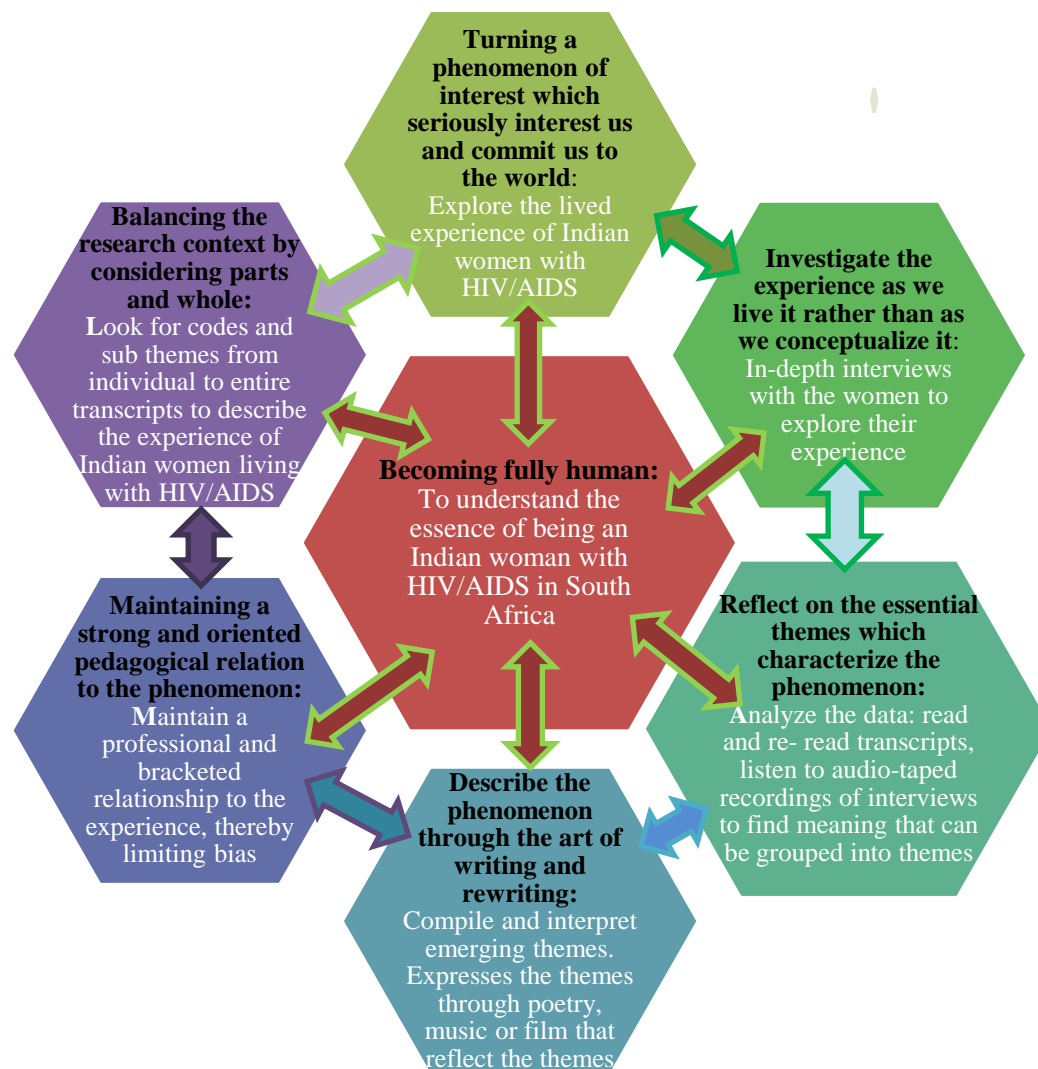 Turning a
phenomenon of
interest which
seriously interest us
and commit us to
the world:
Explore the lived
experience of Indian
women with
HIV/AIDS
Balancing the
research context by
considering parts
and whole:
Look for codes and
sub themes from
individual to entire
transcripts to describe
the experience of
Indian women living
with HIV/AIDS
Investigate the
experience as we
live it rather than as
we conceptualize it:
In-depth interviews
with the women to
explore their
experience
Becoming fully human:
To understand the
essence of being an
Indian woman with
HIV/AIDS in South
Africa
Maintaining a
strong and oriented
pedagogical relation
to the phenomenon:
Maintain a
professional and
bracketed
relationship to the
experience, thereby
limiting bias
Reflect on the essential
themes which
characterize the
phenomenon:
Analyze the data: read
and re- read transcripts,
listen to audio-taped
recordings of interviews
to find meaning that can
be grouped into themes
Describe the
phenomenon
through the art of
writing and
rewriting:
Compile and interpret
emerging themes.
Expresses the themes
through poetry,
music or film that
reflect the themes